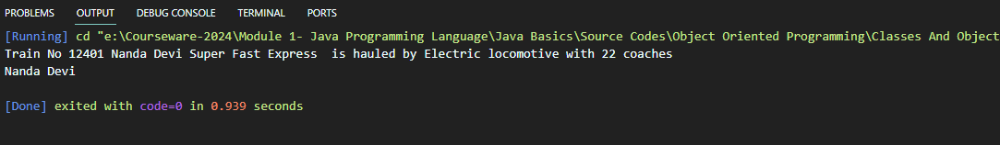 PROBLEMS OUTPUT DEBUG CONSOLE TERMINAL PORTS
[Running] cd "e:\Courseware-2024\Module 1- Java Programming Language\Java Basics\Source Codes\Object Oriented Programming\Classes And Object
Train No 12401 Nanda Devi Super Fast Express  is hauled by Electric locomotive with 22 coaches
Nanda Devi
[Done] exited with code=0 in 0.939 seconds